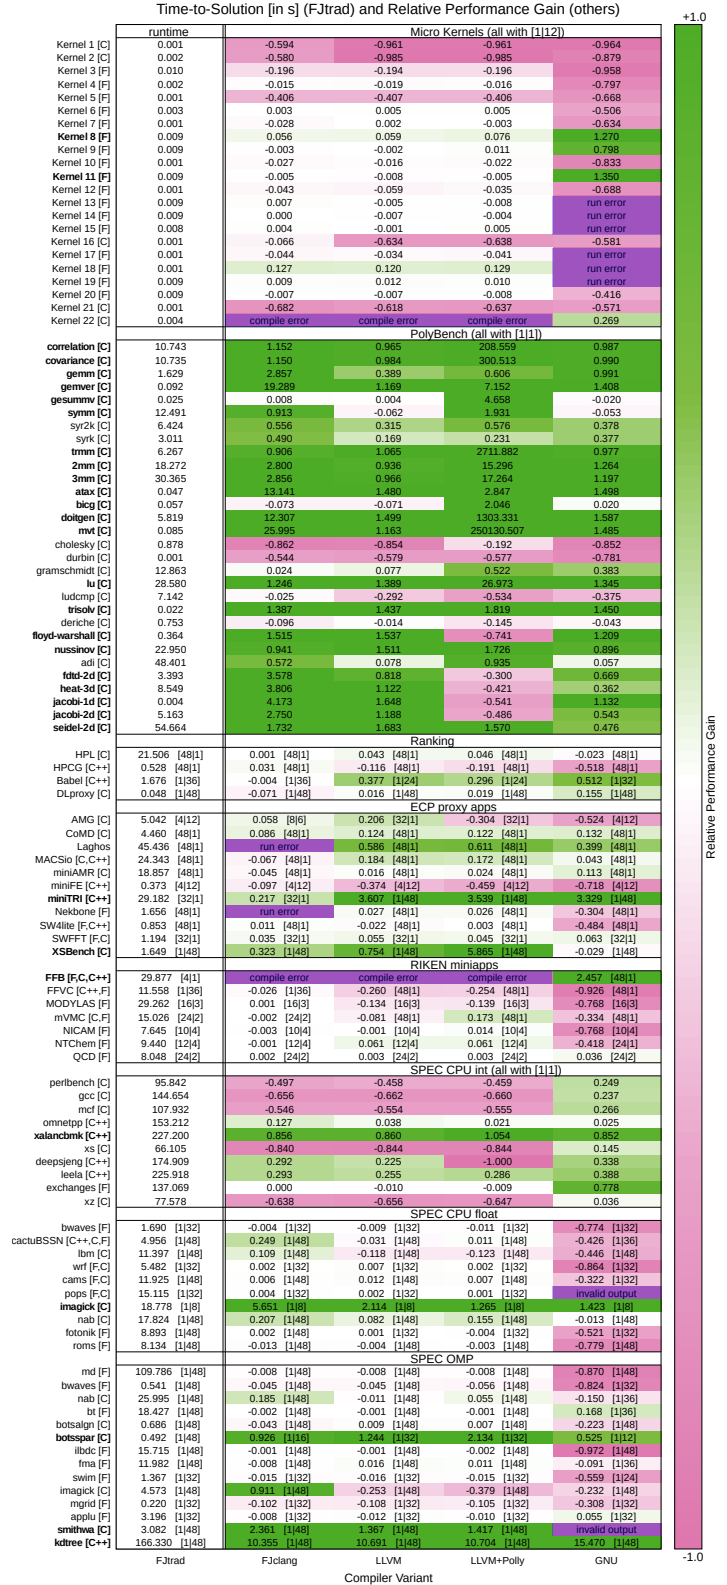 Time-to-Solution [in s] (FJtrad) and Relative Performance Gain (others)
+1.0
runtime Micro Kernels (all with [1|12])
Kernel 1 [C] 0.001 -0.594 -0.961 -0.961 -0.964
Kernel 2 [C] 0.002 -0.580 -0.985 -0.985 -0.879
Kernel 3 [F] 0.010 -0.196 -0.194 -0.196 -0.958
Kernel 4 [F] 0.002 -0.015 -0.019 -0.016 -0.797
Kernel 5 [F] 0.001 -0.406 -0.407 -0.406 -0.668
Kernel 6 [F] 0.003 0.003 0.005 0.005 -0.506
Kernel 7 [F] 0.001 -0.028 0.002 -0.003 -0.634
Kernel 8 [F] 0.009 0.056 0.059 0.076 1.270
Kernel 9 [F] 0.009 -0.003 -0.002 0.011 0.798
Kernel 10 [F] 0.001 -0.027 -0.016 -0.022 -0.833
Kernel 11 [F] 0.009 -0.005 -0.008 -0.005 1.350
Kernel 12 [F] 0.001 -0.043 -0.059 -0.035 -0.688
Kernel 13 [F] 0.009 0.007 -0.005 -0.008 run error
Kernel 14 [F] 0.009 0.000 -0.007 -0.004 run error
Kernel 15 [F] 0.008 0.004 -0.001 0.005 run error
Kernel 16 [C] 0.001 -0.066 -0.634 -0.638 -0.581
Kernel 17 [F] 0.001 -0.044 -0.034 -0.041 run error
Kernel 18 [F] 0.001 0.127 0.120 0.129 run error
Kernel 19 [F] 0.009 0.009 0.012 0.010 run error
Kernel 20 [F] 0.009 -0.007 -0.007 -0.008 -0.416
Kernel 21 [C] 0.001 -0.682 -0.618 -0.637 -0.571
Kernel 22 [C] 0.004 compile error compile error compile error 0.269
PolyBench (all with [1|1])
correlation [C] 10.743 1.152 0.965 208.559 0.987
covariance [C] 10.735 1.150 0.984 300.513 0.990
gemm [C] 1.629 2.857 0.389 0.606 0.991
gemver [C] 0.092 19.289 1.169 7.152 1.408
gesummv [C] 0.025 0.008 0.004 4.658 -0.020
symm [C] 12.491 0.913 -0.062 1.931 -0.053
syr2k [C] 6.424 0.556 0.315 0.576 0.378
syrk [C] 3.011 0.490 0.169 0.231 0.377
trmm [C] 6.267 0.906 1.065 2711.882 0.977
2mm [C] 18.272 2.800 0.936 15.296 1.264
3mm [C] 30.365 2.856 0.966 17.264 1.197
atax [C] 0.047 13.141 1.480 2.847 1.498
bicg [C] 0.057 -0.073 -0.071 2.046 0.020
doitgen [C] 5.819 12.307 1.499 1303.331 1.587
mvt [C] 0.085 25.995 1.163 250130.507 1.485
cholesky [C] 0.878 -0.862 -0.854 -0.192 -0.852
durbin [C] 0.001 -0.544 -0.579 -0.577 -0.781
gramschmidt [C] 12.863 0.024 0.077 0.522 0.383
lu [C] 28.580 1.246 1.389 26.973 1.345
ludcmp [C] 7.142 -0.025 -0.292 -0.534 -0.375
trisolv [C] 0.022 1.387 1.437 1.819 1.450
deriche [C] 0.753 -0.096 -0.014 -0.145 -0.043
floyd-warshall [C] 0.364 1.515 1.537 -0.741 1.209
nussinov [C] 22.950 0.941 1.511 1.726 0.896
adi [C] 48.401 0.572 0.078 0.935 0.057
fdtd-2d [C] 3.393 3.578 0.818 -0.300 0.669
heat-3d [C] 8.549 3.806 1.122 -0.421 0.362
jacobi-1d [C] 0.004 4.173 1.648 -0.541 1.132
jacobi-2d [C] 5.163 2.750 1.188 -0.486 0.543
seidel-2d [C] 54.664 1.732 1.683 1.570 0.476
Ranking
HPL [C] 21.506 [48|1] 0.001 [48|1] 0.043 [48|1] 0.046 [48|1] -0.023 [48|1]
HPCG [C++] 0.528 [48|1] 0.031 [48|1] -0.116 [48|1] -0.191 [48|1] -0.518 [48|1]
Babel [C++] 1.676 [1|36] -0.004 [1|36] 0.377 [1|24] 0.296 [1|24] 0.512 [1|32]
DLproxy [C] 0.048 [1|48] -0.071 [1|48] 0.016 [1|48] 0.019 [1|48] 0.155 [1|48]
ECP proxy apps
AMG [C] 5.042 [4|12] 0.058 [8|6] 0.206 [32|1] -0.304 [32|1] -0.524 [4|12]
CoMD [C] 4.460 [48|1] 0.086 [48|1] 0.124 [48|1] 0.122 [48|1] 0.132 [48|1]
Laghos 45.436 [48|1] run error 0.586 [48|1] 0.611 [48|1] 0.399 [48|1]
MACSio [C,C++] 24.343 [48|1] -0.067 [48|1] 0.184 [48|1] 0.172 [48|1] 0.043 [48|1]
miniAMR [C] 18.857 [48|1] -0.045 [48|1] 0.016 [48|1] 0.024 [48|1] 0.113 [48|1]
miniFE [C++] 0.373 [4|12] -0.097 [4|12] -0.374 [4|12] -0.459 [4|12] -0.718 [4|12]
miniTRI [C++] 29.182 [32|1] 0.217 [32|1] 3.607 [1|48] 3.539 [1|48] 3.329 [1|48]
Nekbone [F] 1.656 [48|1] run error 0.027 [48|1] 0.026 [48|1] -0.304 [48|1]
SW4lite [F,C++] 0.853 [48|1] 0.011 [48|1] -0.022 [48|1] 0.003 [48|1] -0.484 [48|1]
SWFFT [F,C] 1.194 [32|1] 0.035 [32|1] 0.055 [32|1] 0.045 [32|1] 0.063 [32|1]
XSBench [C] 1.649 [1|48] 0.323 [1|48] 0.754 [1|48] 5.865 [1|48] -0.029 [1|48]
RIKEN miniapps
FFB [F,C,C++] 29.877 [4|1] compile error compile error compile error 2.457 [48|1]
FFVC [C++,F] 11.558 [1|36] -0.026 [1|36] -0.260 [48|1] -0.254 [48|1] -0.926 [48|1]
MODYLAS [F] 29.262 [16|3] 0.001 [16|3] -0.134 [16|3] -0.139 [16|3] -0.768 [16|3]
mVMC [C,F] 15.026 [24|2] -0.002 [24|2] -0.081 [48|1] 0.173 [48|1] -0.334 [48|1]
NICAM [F] 7.645 [10|4] -0.003 [10|4] -0.001 [10|4] 0.014 [10|4] -0.768 [10|4]
NTChem [F] 9.440 [12|4] -0.001 [12|4] 0.061 [12|4] 0.061 [12|4] -0.418 [24|1]
QCD [F] 8.048 [24|2] 0.002 [24|2] 0.003 [24|2] 0.003 [24|2] 0.036 [24|2]
SPEC CPU int (all with [1|1])
perlbench [C] 95.842 -0.497 -0.458 -0.459 0.249
gcc [C] 144.654 -0.656 -0.662 -0.660 0.237
mcf [C] 107.932 -0.546 -0.554 -0.555 0.266
omnetpp [C++] 153.212 0.127 0.038 0.021 0.025
xalancbmk [C++] 227.200 0.856 0.860 1.054 0.852
xs [C] 66.105 -0.840 -0.844 -0.844 0.145
deepsjeng [C++] 174.909 0.292 0.225 -1.000 0.338
leela [C++] 225.918 0.293 0.255 0.286 0.388
exchanges [F] 137.069 0.000 -0.010 -0.009 0.778
xz [C] 77.578 -0.638 -0.656 -0.647 0.036
SPEC CPU float
bwaves [F] 1.690 [1|32] -0.004 [1|32] -0.009 [1|32] -0.011 [1|32] -0.774 [1|32]
cactuBSSN [C++,C,F] 4.956 [1|48] 0.249 [1|48] -0.031 [1|48] 0.011 [1|48] -0.426 [1|36]
lbm [C] 11.397 [1|48] 0.109 [1|48] -0.118 [1|48] -0.123 [1|48] -0.446 [1|48]
wrf [F,C] 5.482 [1|32] 0.002 [1|32] 0.007 [1|32] 0.007 [1|32] -0.864 [1|32]
cams [F,C] 11.925 [1|48] 0.006 [1|48] 0.012 [1|48] 0.002 [1|48] -0.322 [1|48]
pops [F,C] 15.115 [1|32] 0.004 [1|32] 0.002 [1|32] 0.001 [1|32] invalid output
imagick [C] 18.778 [1|8] 5.651 [1|8] 2.114 [1|8] 1.265 [1|8] 1.423 [1|8]
nab [C] 17.824 [1|48] 0.207 [1|48] 0.082 [1|48] 0.155 [1|48] -0.013 [1|48]
fotonik [F] 8.893 [1|48] 0.002 [1|48] 0.001 [1|32] -0.004 [1|32] -0.521 [1|32]
roms [F] 8.134 [1|48] -0.013 [1|48] -0.004 [1|48] -0.003 [1|48] -0.779 [1|48]
SPEC OMP
md [F] 109.786 [1|48] -0.008 [1|48] -0.008 [1|48] -0.008 [1|48] -0.870 [1|48]
bwaves [F] 0.541 [1|48] -0.045 [1|48] -0.045 [1|48] -0.056 [1|48] -0.824 [1|32]
nab [C] 25.995 [1|48] 0.185 [1|48] -0.011 [1|48] 0.055 [1|48] -0.150 [1|36]
bt [F] 18.427 [1|48] -0.002 [1|48] -0.001 [1|48] -0.001 [1|48] 0.168 [1|36]
botsalgn [C] 0.686 [1|48] -0.043 [1|48] 0.009 [1|48] 0.007 [1|48] -0.223 [1|48]
botsspar [C] 0.492 [1|48] 0.926 [1|16] 1.244 [1|32] 2.134 [1|32] 0.525 [1|12]
ilbdc [F] 15.715 [1|48] -0.001 [1|48] -0.001 [1|48] -0.002 [1|48] -0.972 [1|48]
fma [F] 11.982 [1|48] -0.008 [1|48] 0.016 [1|48] 0.011 [1|48] -0.091 [1|36]
swim [F] 1.367 [1|32] -0.015 [1|32] -0.016 [1|32] -0.015 [1|32] -0.559 [1|24]
imagick [C] 4.573 [1|48] 0.911 [1|48] -0.253 [1|48] -0.379 [1|48] -0.232 [1|48]
mgrid [F] 0.220 [1|32] -0.102 [1|32] -0.108 [1|32] -0.105 [1|32] -0.308 [1|32]
applu [F] 3.196 [1|32] -0.008 [1|32] -0.012 [1|32] -0.010 [1|32] 0.055 [1|32]
smithwa [C] 3.082 [1|48] 2.361 [1|48] 1.367 [1|48] 1.417 [1|48] invalid output
kdtree [C++] 166.330 [1|48] 10.355 [1|48] 10.691 [1|48] 10.704 [1|48] 15.470 [1|48]
-1.0
Relative Performance Gain
FJtrad FJclang LLVM LLVM+Polly GNU
Compiler Variant